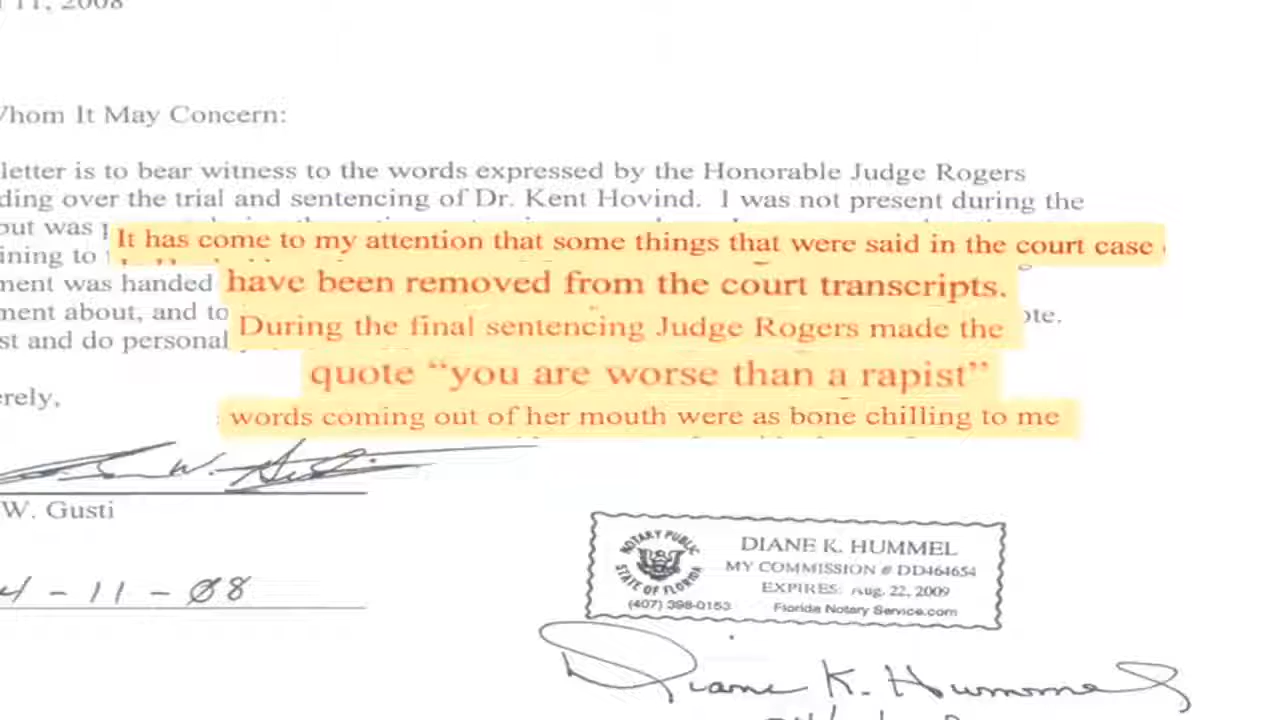 11, 2008
Whom It May Concern:
letter is to bear witness to the words expressed by the Honorable Judge Rogers
ding over the trial and sentencing of Dr. Kent Hovind. I was not present during the
out was
It has come to my attention that some things that were said in the court case
ining to
ment was handed
have been removed from the court transcripts.
ment about, and to
ote.
During the final sentencing Judge Rogers made the
st and do personal
quote “you are worse than a rapist”
words coming out of her mouth were as bone chilling to me
erely,
W. Gusti
4-11-08
NOTARY PUBLIC
STATE OF FLORIDA
DIANE K. HUMMEL
MY COMMISSION # DD464654
EXPIRES: Aug. 22, 2009
(407) 398-0153 Florida Notary Service.com
Diane K. Hummel